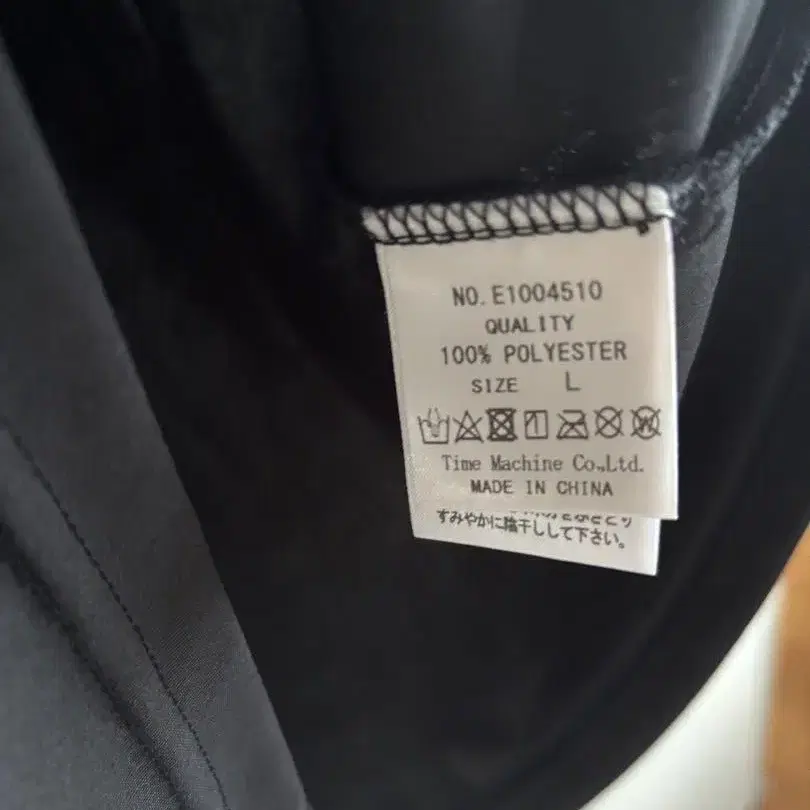 NO. E1004510
QUALITY
100% POLYESTER
SIZE L
Time Machine Co.,Ltd.
MADE IN CHINA
すみやかに陰干しして下さい。